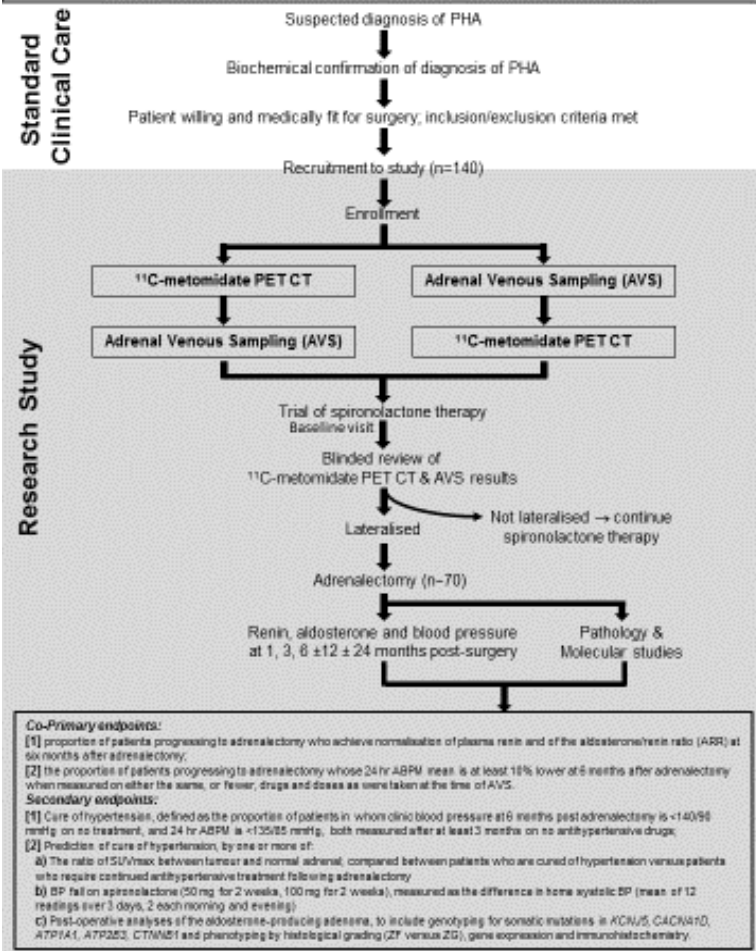 Standard
Clinical Care
Suspected diagnosis of PHA
Biochemical confirmation of diagnosis of PHA
Patient willing and medically fit for surgery; inclusion/exclusion criteria met
Recruitment to study (n=140)
Research Study
Enrollment
¹¹C-metomidate PET CT
Adrenal Venous Sampling (AVS)
Adrenal Venous Sampling (AVS)
¹¹C-metomidate PET CT
Trial of spironolactone therapy
Baseline visit
Blinded review of
¹¹C-metomidate PET CT & AVS results
Not lateralised → continue
spironolactone therapy
Lateralised
Adrenalectomy (n~70)
Renin, aldosterone and blood pressure
at 1, 3, 6 ±12 ± 24 months post-surgery
Pathology &
Molecular studies
Co-Primary endpoints:
[1] proportion of patients progressing to adrenalectomy who achieve normalisation of plasma renin and of the aldosterone/renin ratio (ARR) at
six months after adrenalectomy;
[2] the proportion of patients progressing to adrenalectomy whose 24 hr ABPM mean is at least 10% lower at 6 months after adrenalectomy
when measured on either the same, or fewer, drugs and doses as were taken at the time of AVS.
Secondary endpoints:
[1] Cure of hypertension, defined as the proportion of patients in whom clinic blood pressure at 6 months post adrenalectomy is <140/90
mmHg on no treatment, and 24 hr ABPM is <135/85 mmHg, both measured after at least 3 months on no antihypertensive drugs;
[2] Prediction of cure of hypertension, by one or more of:
a) The ratio of SUVmax between tumour and normal adrenal, compared between patients who are cured of hypertension versus patients
who require continued antihypertensive treatment following adrenalectomy
b) BP fall on spironolactone (50 mg for 2 weeks, 100 mg for 2 weeks), measured as the difference in home systolic BP (mean of 12
readings over 3 days, 2 each morning and evening)
c) Post-operative analyses of the aldosterone-producing adenoma, to include genotyping for somatic mutations in KCNJ5, CACNA1D,
ATP1A1, ATP2B3, CTNNB1 and phenotyping by histological grading (ZF versus ZG), gene expression and immunohistochemistry.